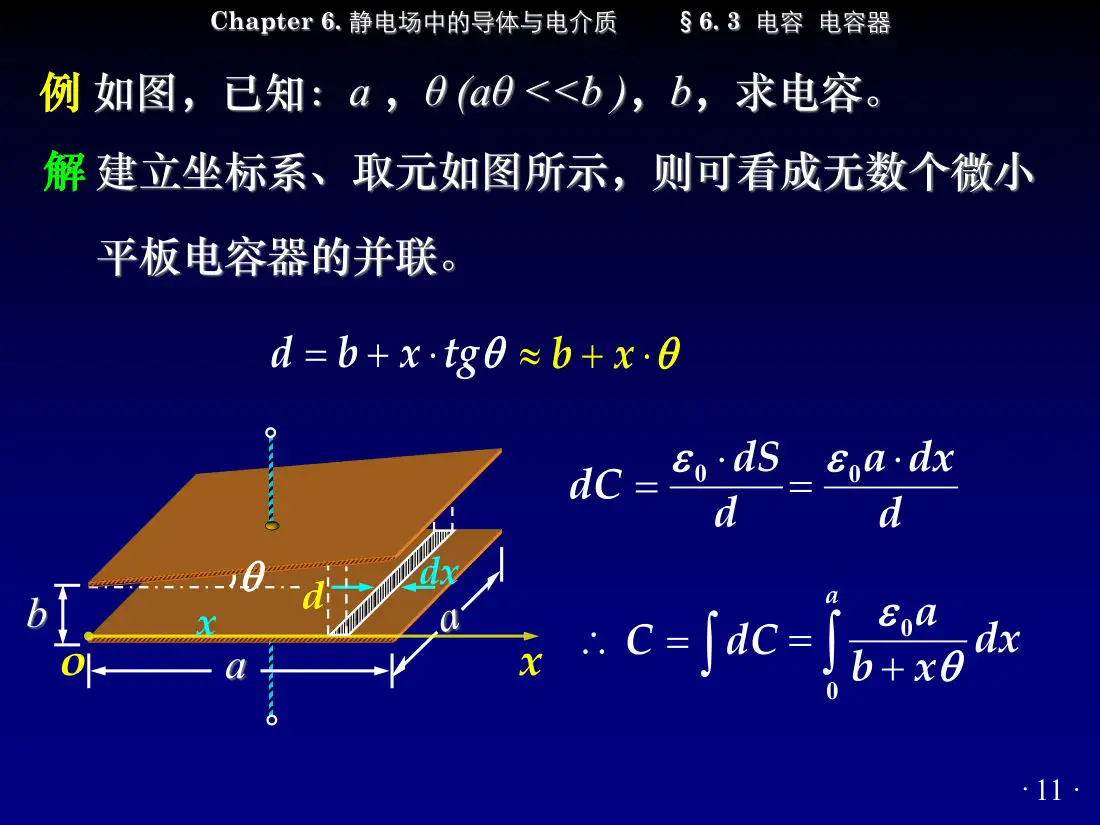 Chapter 6. 静电场中的导体与电介质 §6. 3 电容 电容器
例 如图，已知：a ，θ (aθ <<b )，b，求电容。
解 建立坐标系、取元如图所示，则可看成无数个微小
平板电容器的并联。
d = b + x · tgθ ≈ b + x · θ
dC = ε₀ · dS / d = ε₀a · dx / d
θ
d
dx
b
x
a
o
a
x
∴ C = ∫ dC = ∫₀ᵃ ε₀a / (b + xθ) dx
· 11 ·